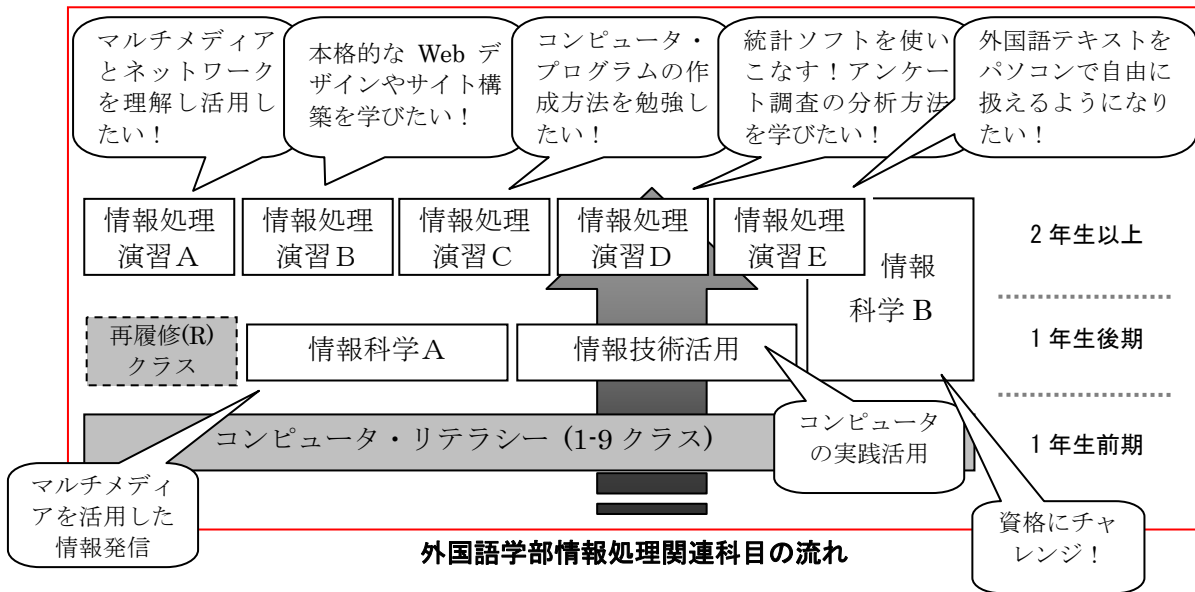 マルチメディア
とネットワーク
を理解し活用し
たい！
本格的な Web デ
ザインやサイト構
築を学びたい！
コンピュータ・
プログラムの作
成方法を勉強し
たい！
統計ソフトを使い
こなす！アンケー
ト調査の分析方法
を学びたい！
外国語テキストを
パソコンで自由に
扱えるようになり
たい！
情報処理
演習A
情報処理
演習B
情報処理
演習C
情報処理
演習D
情報処理
演習E
情報
科学 B
2 年生以上
再履修(R)
クラス
情報科学A
情報技術活用
1 年生後期
コンピュータ・リテラシー (1-9 クラス)
コンピュータ
の実践活用
1 年生前期
マルチメディ
アを活用した
情報発信
資格にチャ
レンジ！
外国語学部情報処理関連科目の流れ